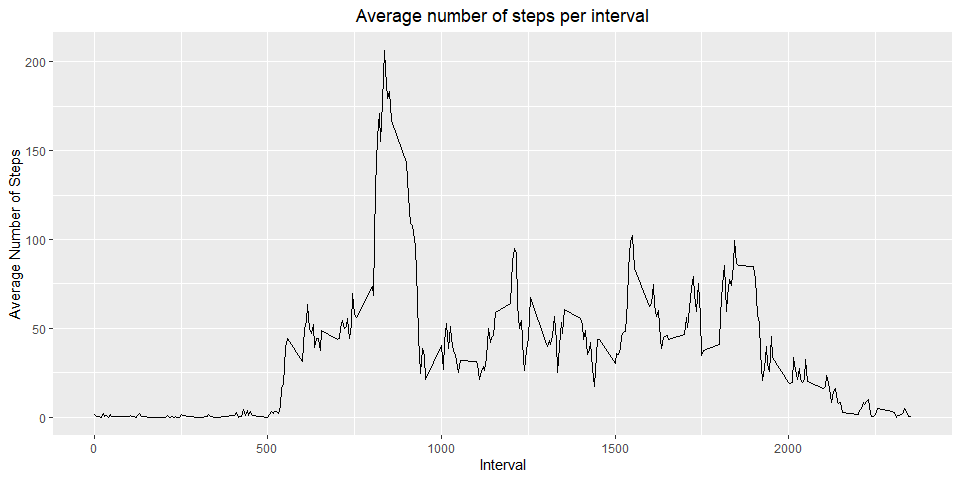 Average number of steps per interval
Average Number of Steps
200
150
100
50
0
0 500 1000 1500 2000
Interval